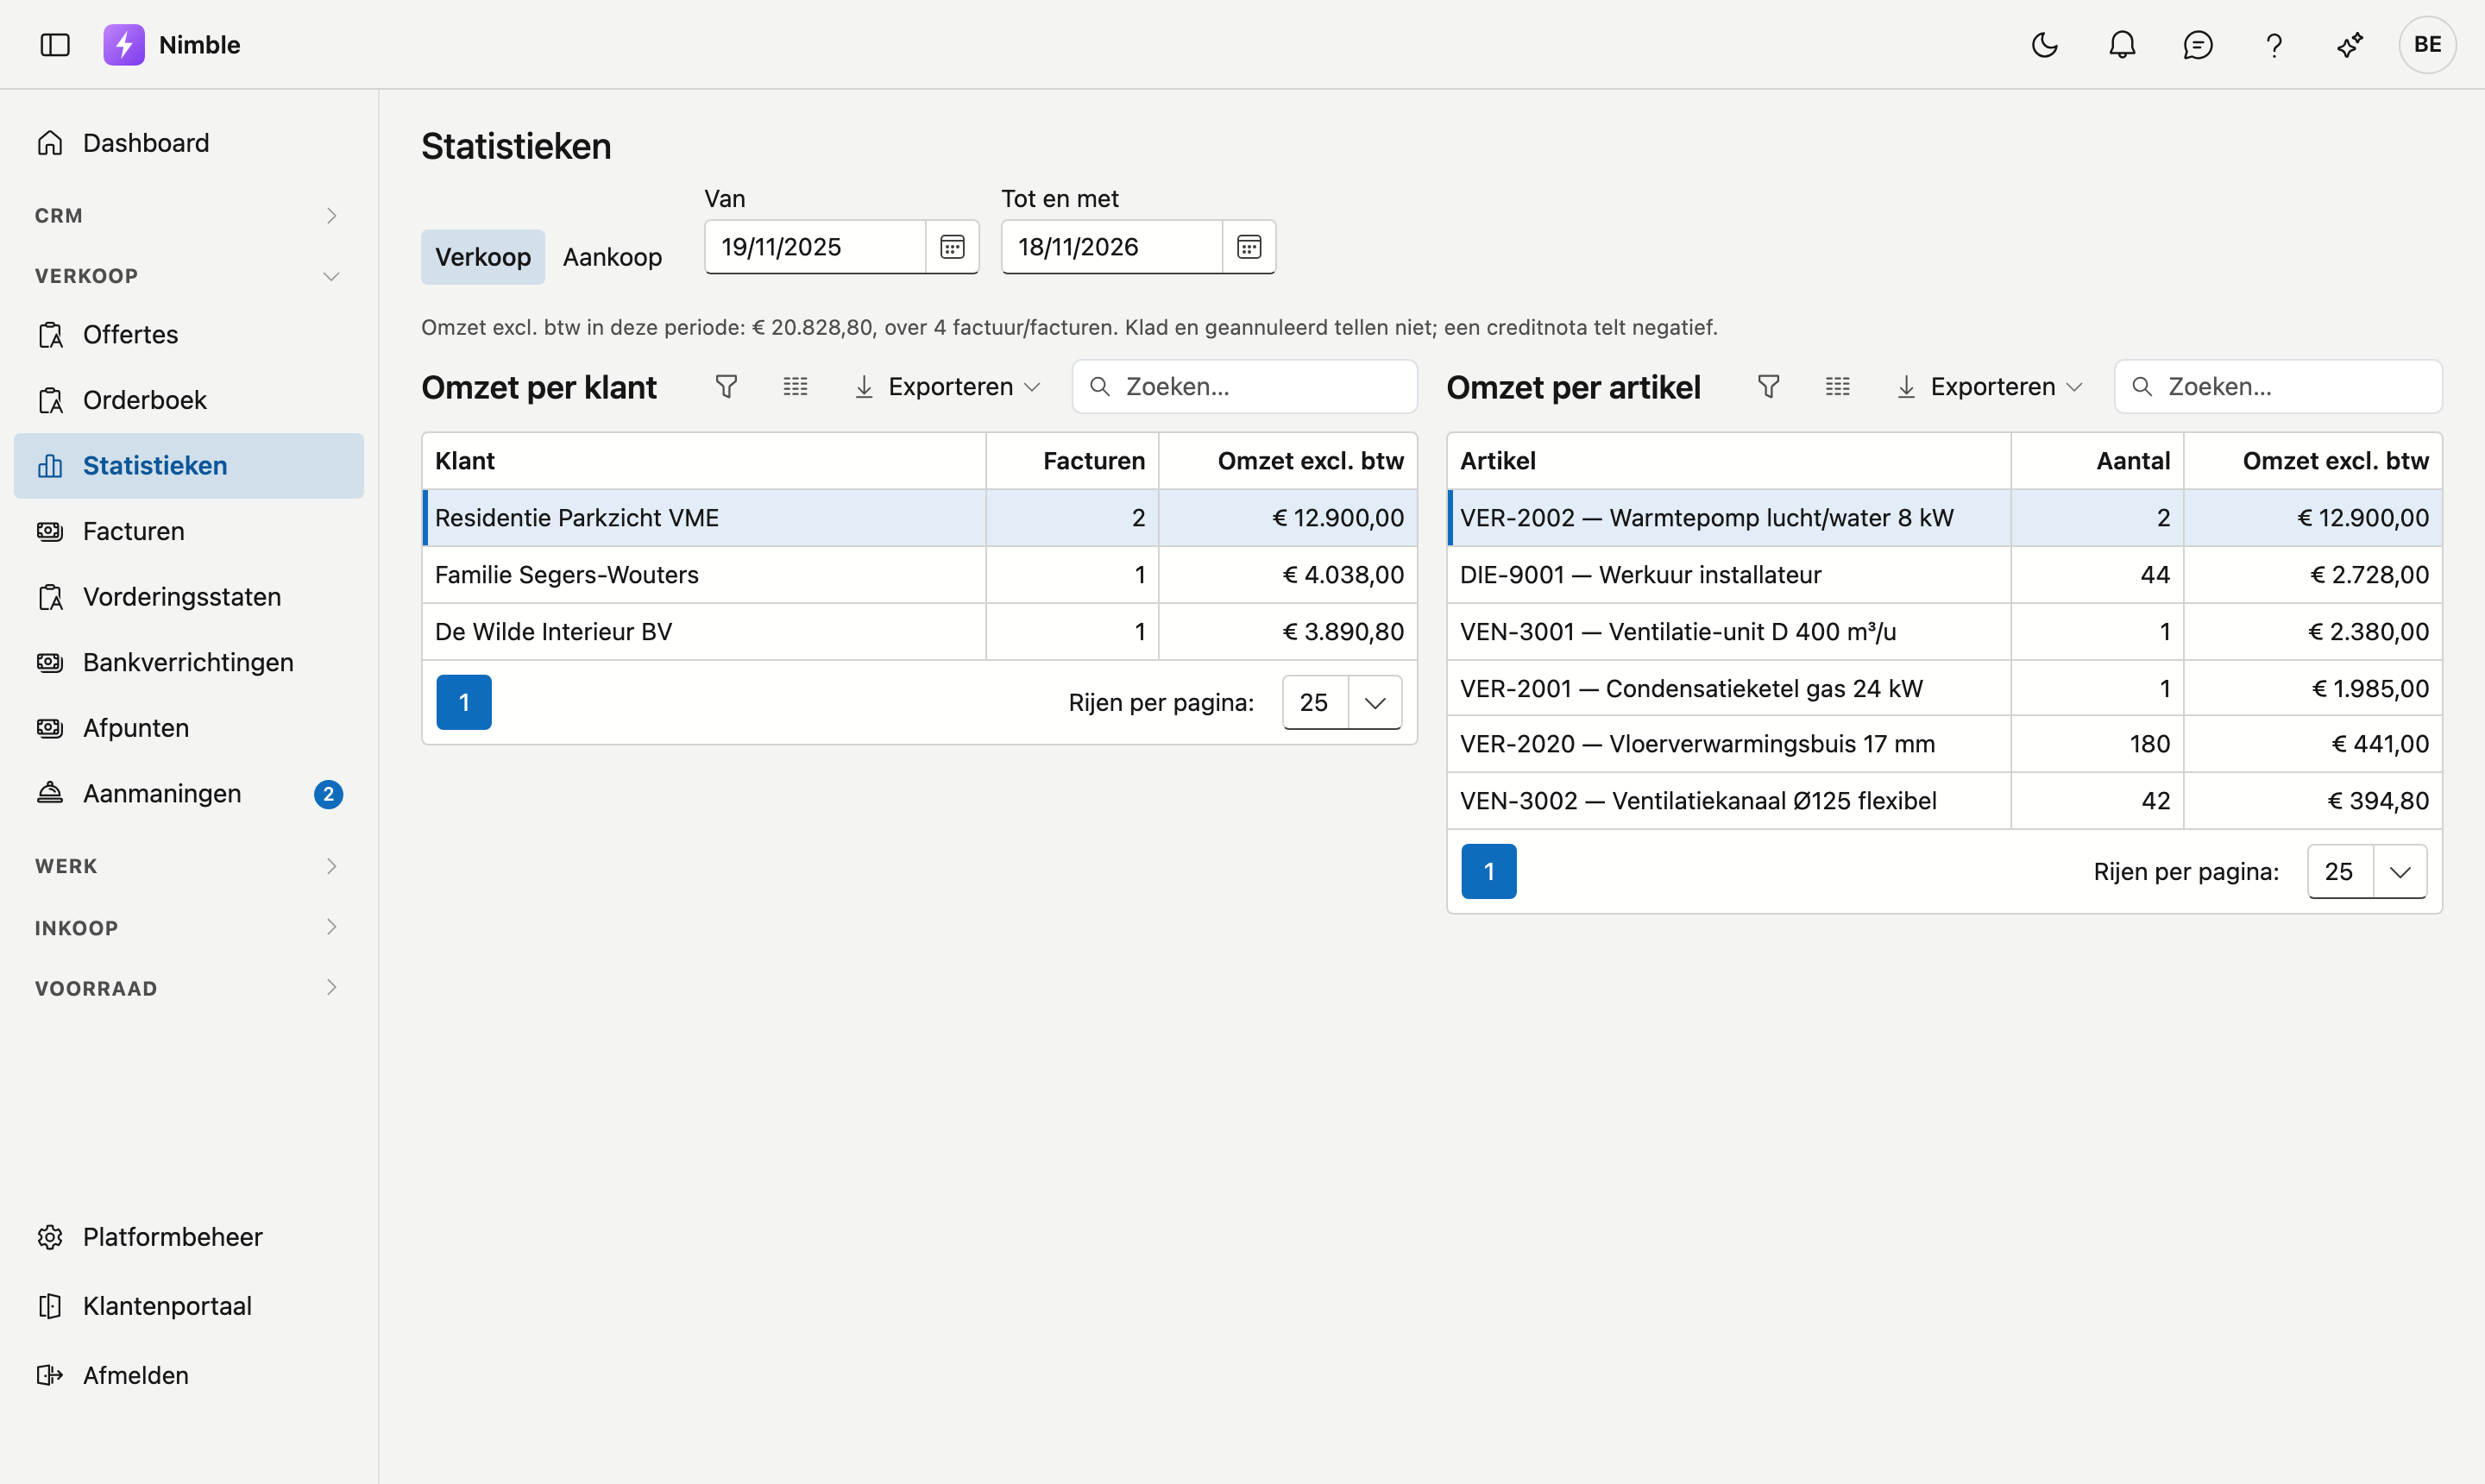 Nimble
BE
Dashboard
CRM
VERKOOP
Offertes
Orderboek
Statistieken
Facturen
Vorderingsstaten
Bankverrichtingen
Afpunten
Aanmaningen 2
WERK
INKOOP
VOORRAAD
Platformbeheer
Klantenportaal
Afmelden
Statistieken
Van Tot en met
Verkoop Aankoop 19/11/2025 18/11/2026
Omzet excl. btw in deze periode: € 20.828,80, over 4 factuur/facturen. Klad en geannuleerd tellen niet; een creditnota telt negatief.
Omzet per klant Exporteren Zoeken...
Klant Facturen Omzet excl. btw
Residentie Parkzicht VME 2 € 12.900,00
Familie Segers-Wouters 1 € 4.038,00
De Wilde Interieur BV 1 € 3.890,80
1 Rijen per pagina: 25
Omzet per artikel Exporteren Zoeken...
Artikel Aantal Omzet excl. btw
VER-2002 — Warmtepomp lucht/water 8 kW 2 € 12.900,00
DIE-9001 — Werkuur installateur 44 € 2.728,00
VEN-3001 — Ventilatie-unit D 400 m³/u 1 € 2.380,00
VER-2001 — Condensatieketel gas 24 kW 1 € 1.985,00
VER-2020 — Vloerverwarmingsbuis 17 mm 180 € 441,00
VEN-3002 — Ventilatiekanaal Ø125 flexibel 42 € 394,80
1 Rijen per pagina: 25